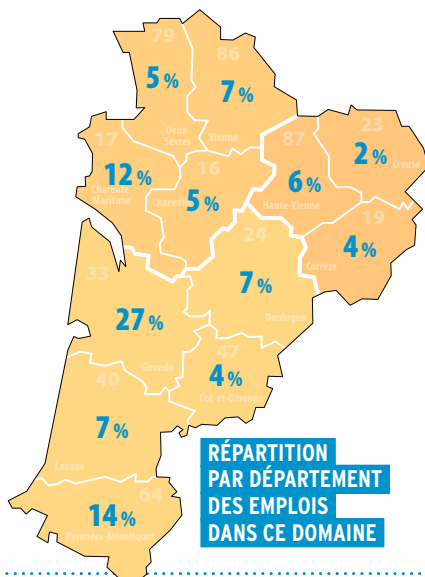 79
5 %
Deux-
Sèvres
86
7 %
Vienne
17
12 %
Charente-
Maritime
16
5 %
Charente
87
6 %
Haute-Vienne
23
2 %
Creuse
19
4 %
Corrèze
24
7 %
Dordogne
33
27 %
Gironde
47
4 %
Lot-et-Garonne
40
7 %
Landes
64
14 %
Pyrénées-Atlantiques
RÉPARTITION
PAR DÉPARTEMENT
DES EMPLOIS
DANS CE DOMAINE